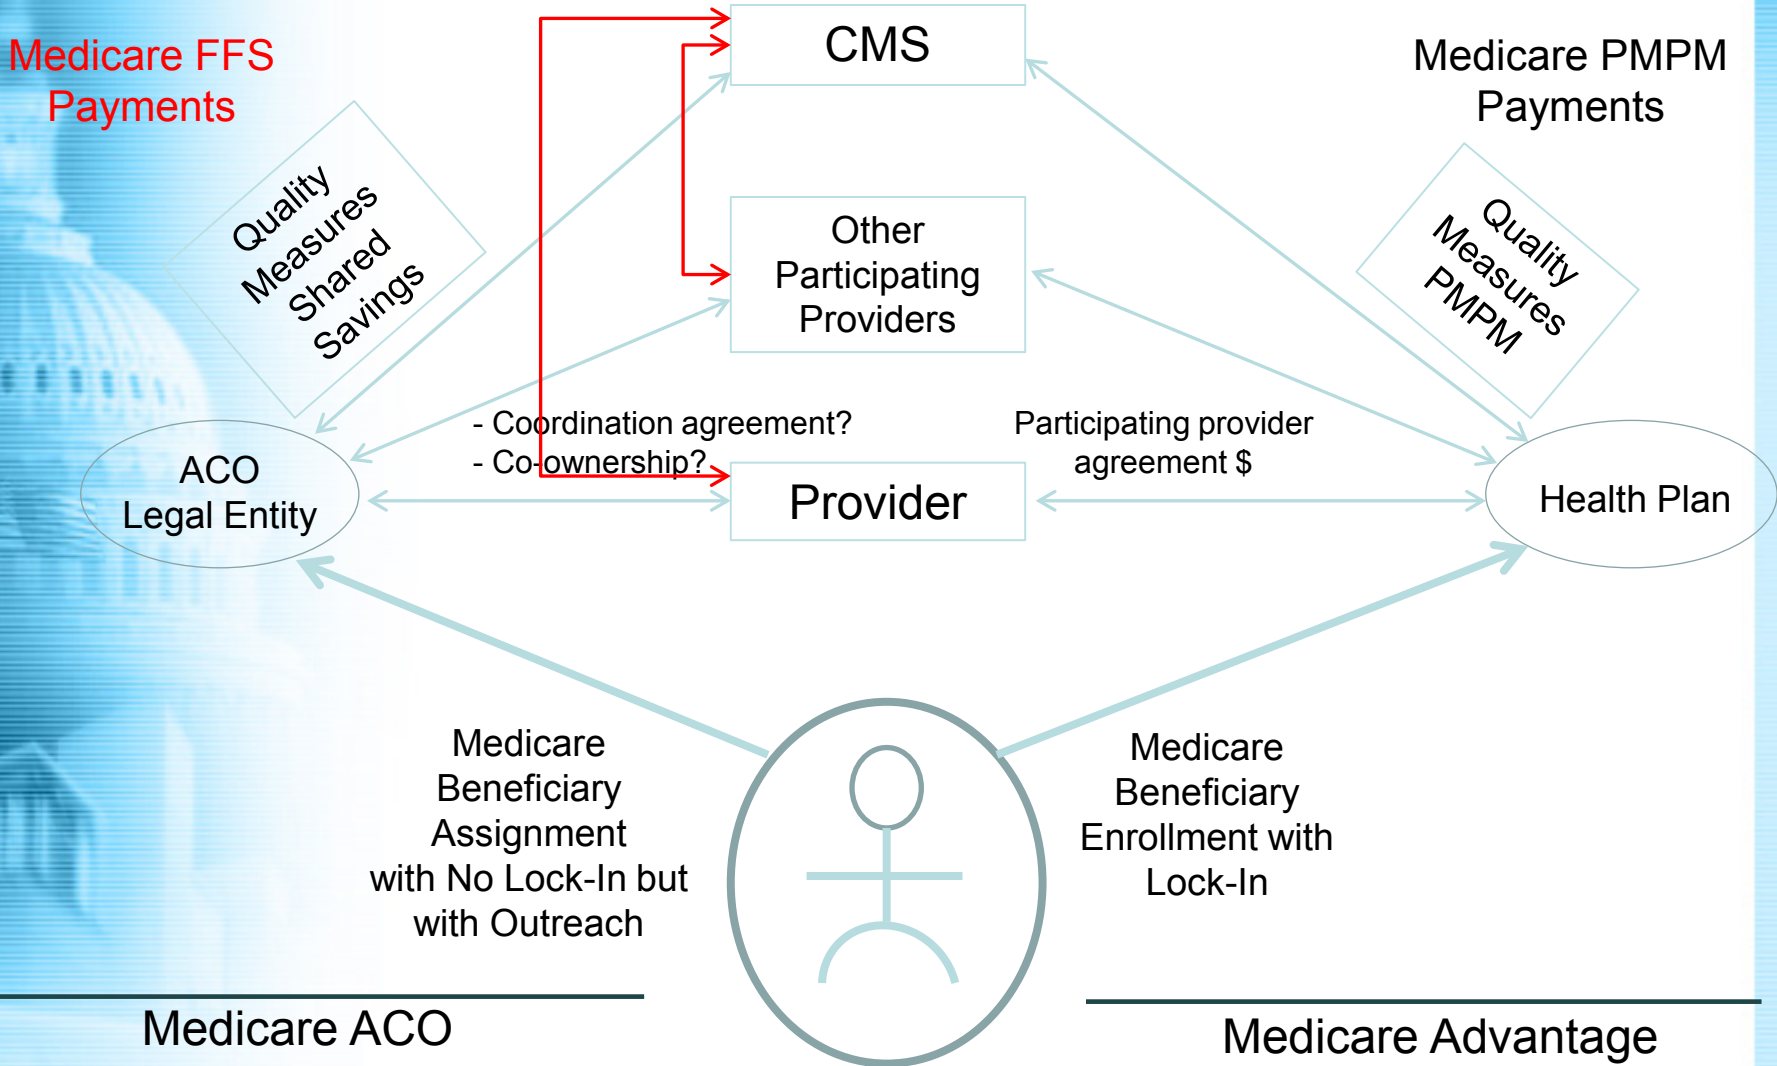 Medicare FFS
Payments
CMS
Medicare PMPM
Payments
Quality
Measures
Shared
Savings
Other
Participating
Providers
Quality
Measures
PMPM
- Coordination agreement?
- Co-ownership?
Participating provider
agreement $
ACO
Legal Entity
Provider
Health Plan
Medicare
Beneficiary
Assignment
with No Lock-In but
with Outreach
Medicare
Beneficiary
Enrollment with
Lock-In
Medicare ACO
Medicare Advantage